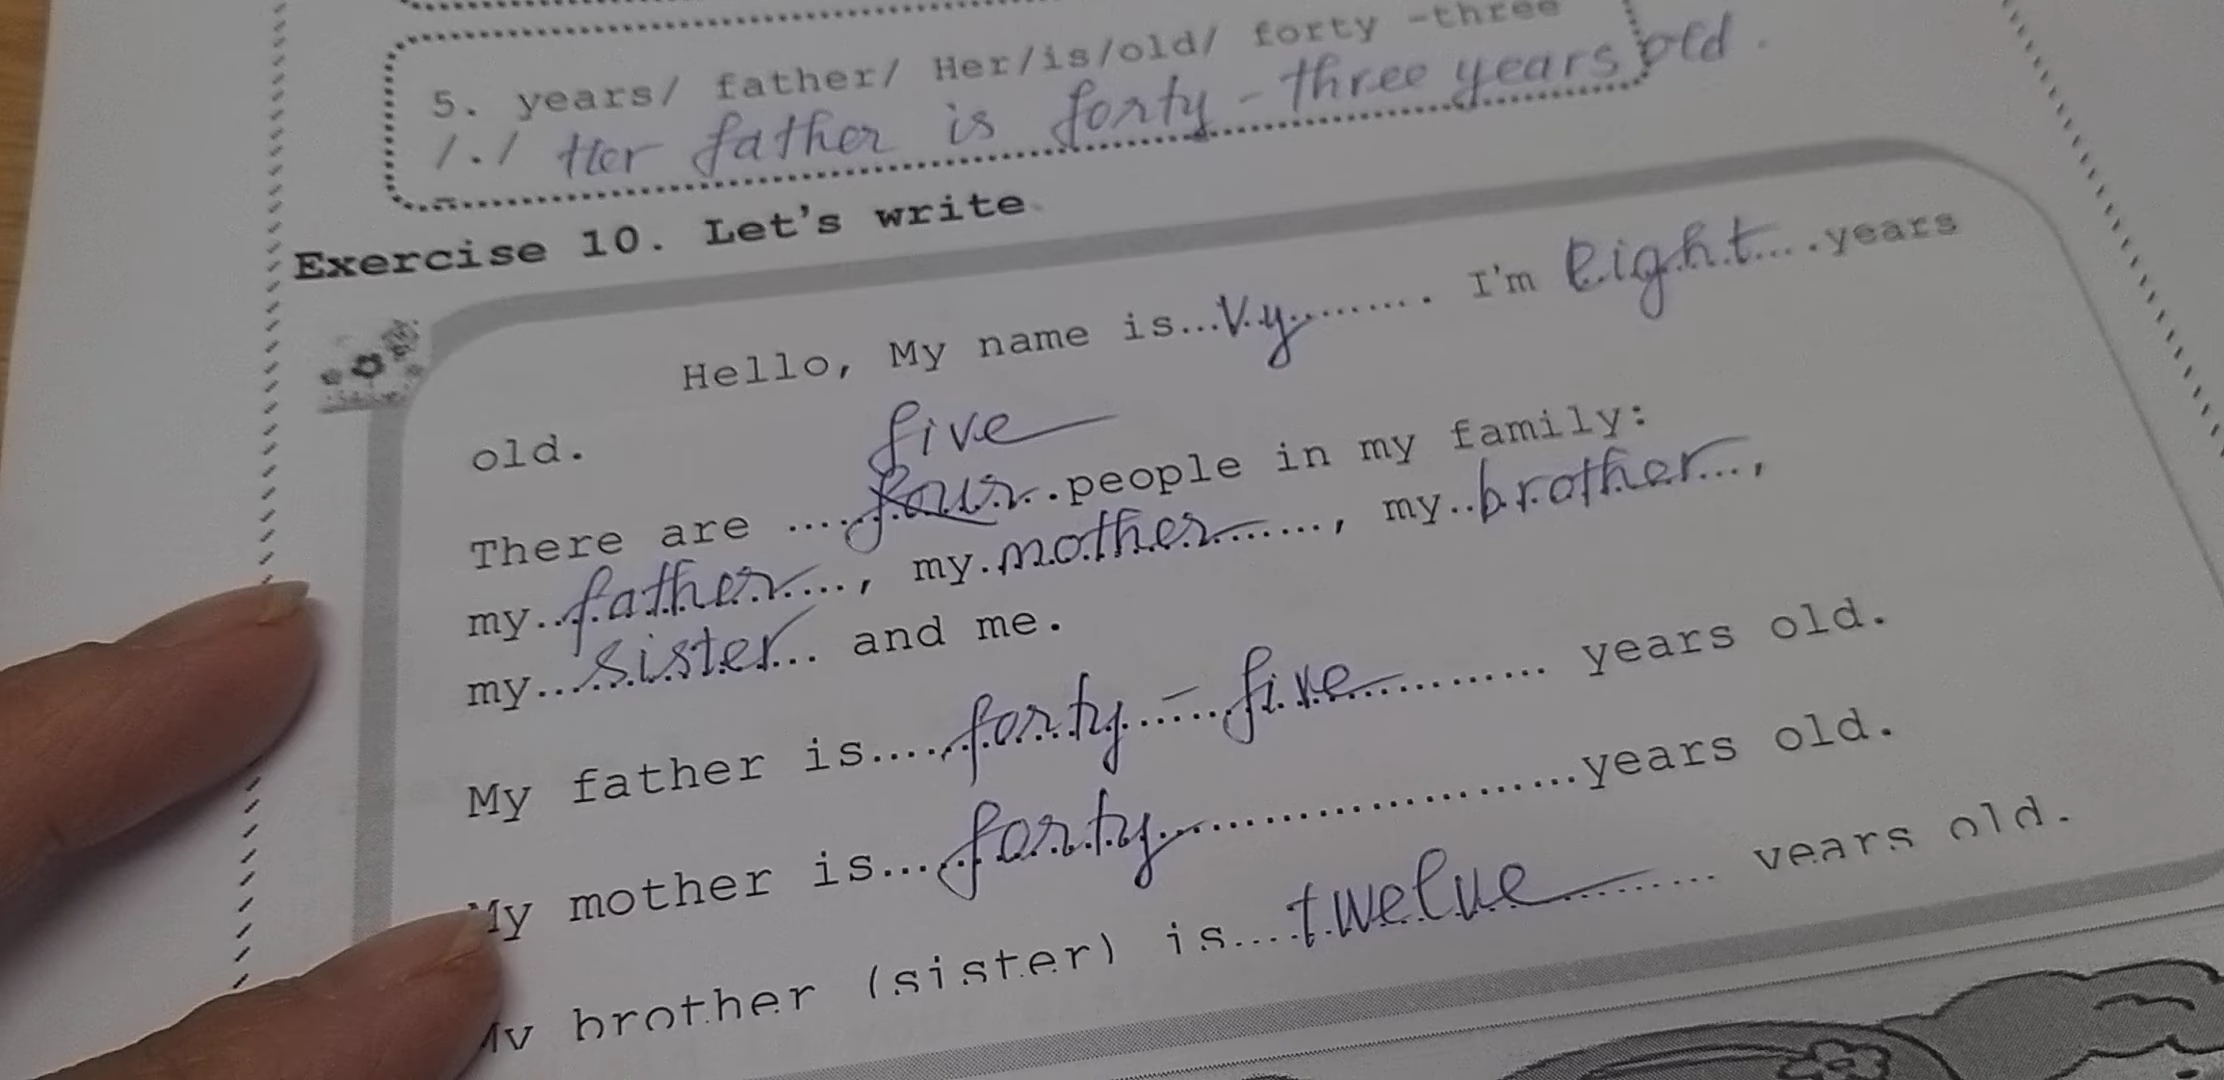 5. years/ father/ Her/is/old/ forty -three
/./ Her father is forty - three years old.
Exercise 10. Let's write
Hello, My name is...Vy......... I'm eight....years
old.
five
There are ....four..people in my family:
my..father...., my.mother......, my..brother...,
my...sister... and me.
My father is....forty - five.......... years old.
My mother is...forty.....................years old.
My brother (sister) is....twelve........ years old.